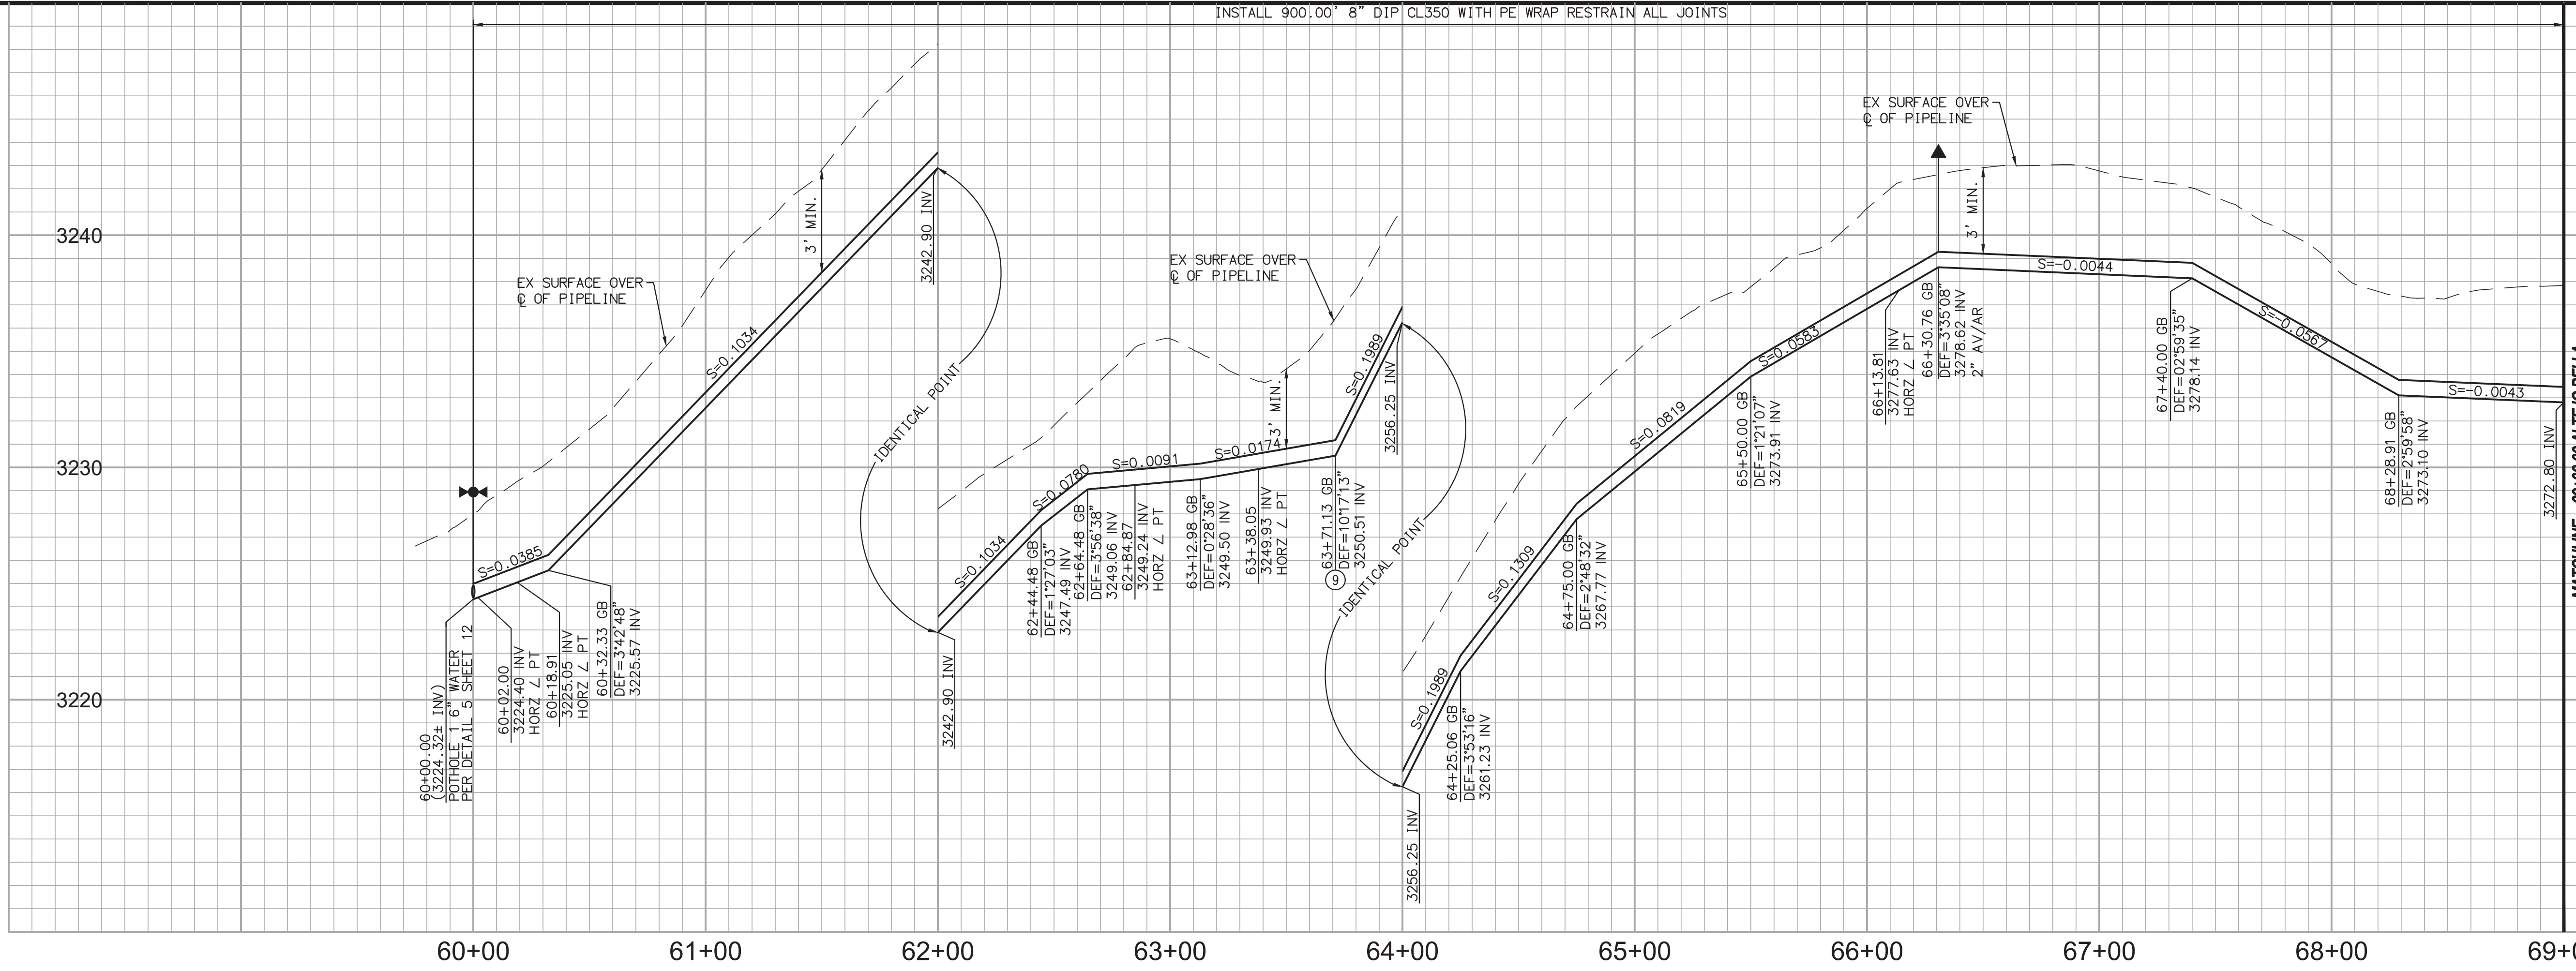 INSTALL 900.00' 8" DIP CL350 WITH PE WRAP RESTRAIN ALL JOINTS
3240
3230
3220
EX SURFACE OVER
℄ OF PIPELINE
3' MIN.
S=0.0385
S=0.1034
3242.90 INV
IDENTICAL POINT
60+00.00
(3224.32± INV)
POTHOLE 1 6" WATER
PER DETAIL 5 SHEET 12
60+02.00
3224.40 INV
HORZ ∠ PT
60+18.91
3225.05 INV
HORZ ∠ PT
60+32.33 GB
DEF=3°42'48"
3225.57 INV
3242.90 INV
EX SURFACE OVER
℄ OF PIPELINE
3' MIN.
S=0.1034
S=0.0780
S=0.0091
S=0.0174
S=0.1989
62+44.48 GB
DEF=1°27'03"
3247.49 INV
62+64.48 GB
DEF=3°56'38"
3249.06 INV
62+84.87
3249.24 INV
HORZ ∠ PT
63+12.98 GB
DEF=0°28'36"
3249.50 INV
63+38.05
3249.93 INV
HORZ ∠ PT
63+71.13 GB
DEF=10°17'13"
3250.51 INV
9
3256.25 INV
IDENTICAL POINT
3256.25 INV
S=0.1989
S=0.1309
S=0.0819
S=0.0583
S=-0.0044
S=-0.0567
S=-0.0043
64+25.06 GB
DEF=3°53'16"
3261.23 INV
64+75.00 GB
DEF=2°48'32"
3267.77 INV
65+50.00 GB
DEF=1°21'07"
3273.91 INV
66+13.81
3277.63 INV
HORZ ∠ PT
66+30.76 GB
DEF=3°35'08"
3278.62 INV
2" AV/AR
EX SURFACE OVER
℄ OF PIPELINE
3' MIN.
67+40.00 GB
DEF=02°59'35"
3278.14 INV
68+28.91 GB
DEF=2°59'58"
3273.10 INV
3272.80 INV
60+00
61+00
62+00
63+00
64+00
65+00
66+00
67+00
68+00